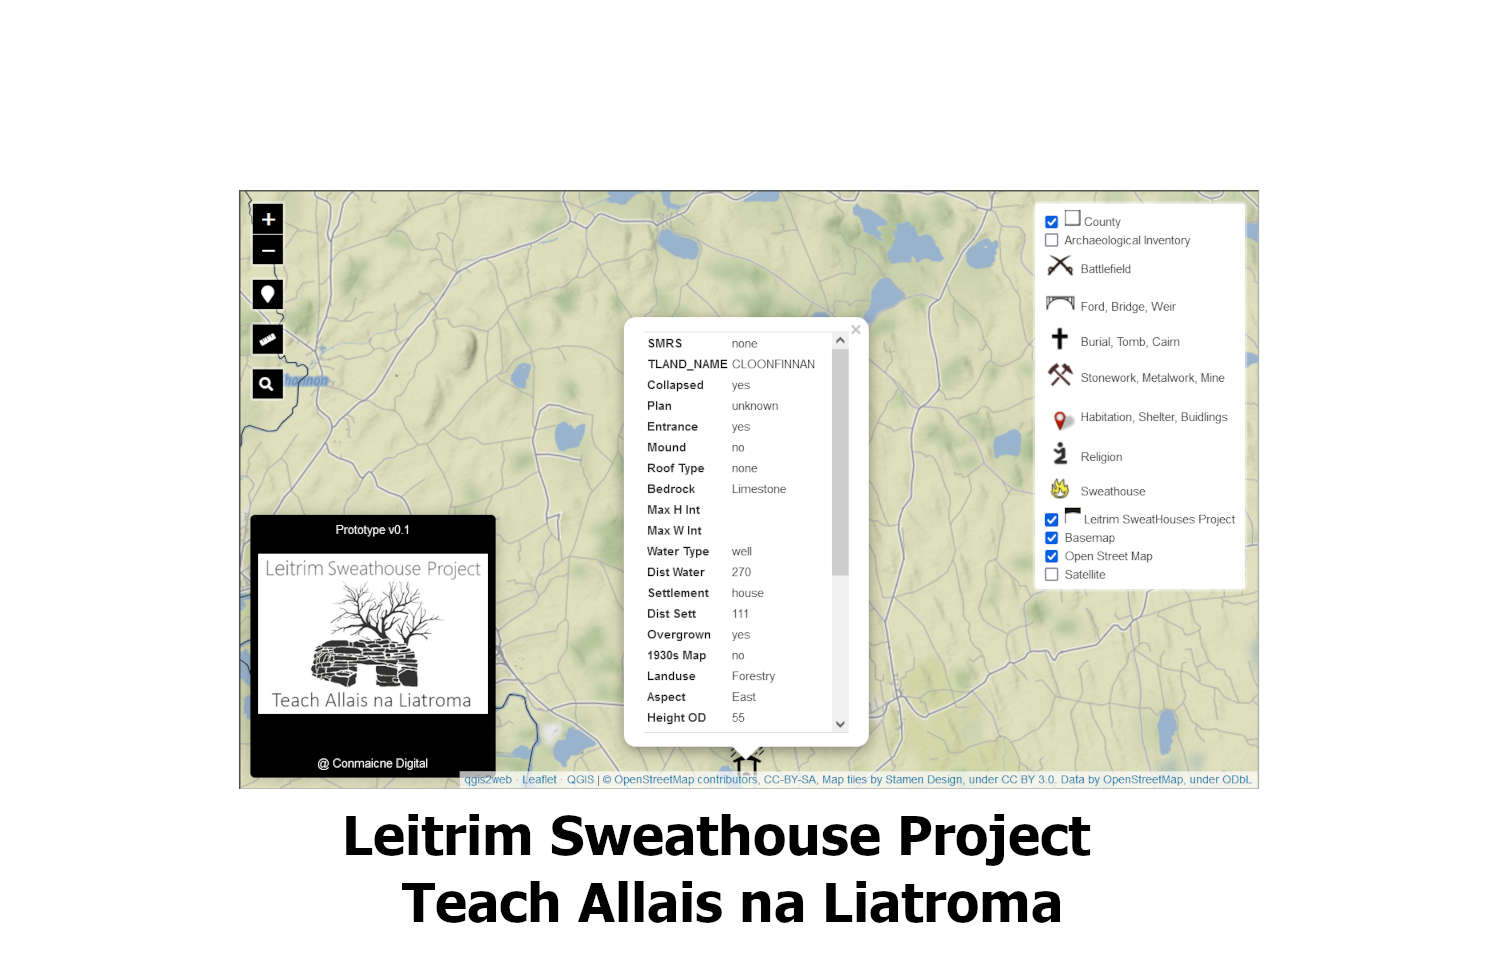 +
−
Shannon
County
Archaeological Inventory
Battlefield
Ford, Bridge, Weir
Burial, Tomb, Cairn
Stonework, Metalwork, Mine
Habitation, Shelter, Buidlings
Religion
Sweathouse
Leitrim SweatHouses Project
Basemap
Open Street Map
Satellite
×
SMRS none
TLAND_NAME CLOONFINNAN
Collapsed yes
Plan unknown
Entrance yes
Mound no
Roof Type none
Bedrock Limestone
Max H Int
Max W Int
Water Type well
Dist Water 270
Settlement house
Dist Sett 111
Overgrown yes
1930s Map no
Landuse Forestry
Aspect East
Height OD 55
Prototype v0.1
Leitrim Sweathouse Project
Teach Allais na Liatroma
@ Conmaicne Digital
qgis2web · Leaflet · QGIS | © OpenStreetMap contributors, CC-BY-SA, Map tiles by Stamen Design, under CC BY 3.0. Data by OpenStreetMap, under ODbL
Leitrim Sweathouse Project
Teach Allais na Liatroma